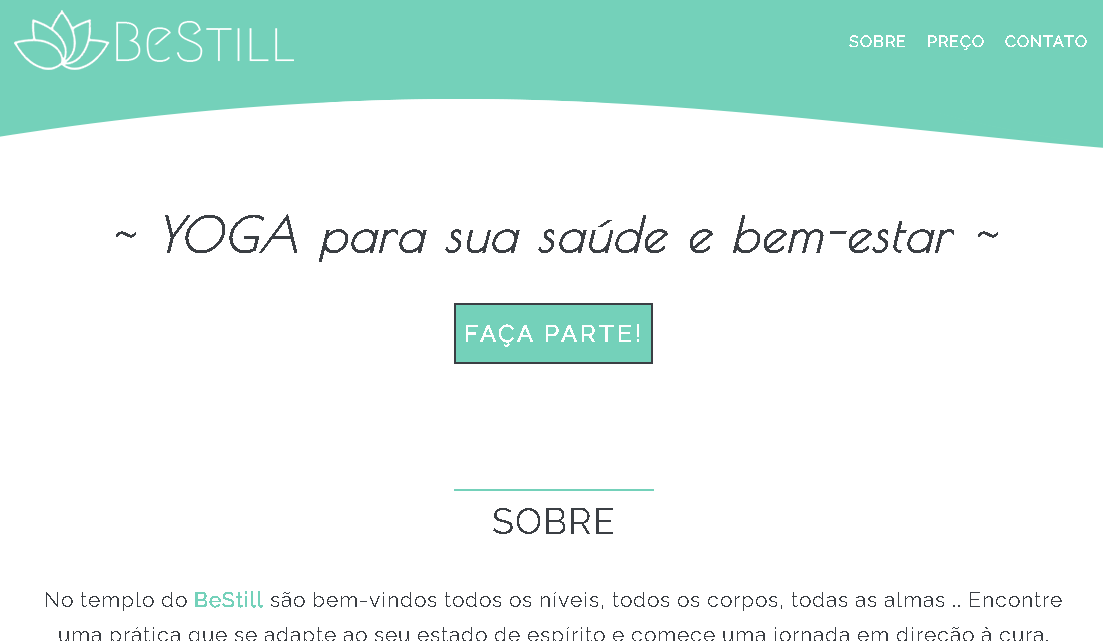 BeSTILL
SOBRE PREÇO CONTATO
~ YOGA para sua saúde e bem-estar ~
FAÇA PARTE!
SOBRE
No templo do BeStill são bem-vindos todos os níveis, todos os corpos, todas as almas .. Encontre
uma prática que se adapte ao seu estado de espírito e comece uma jornada em direção à cura.